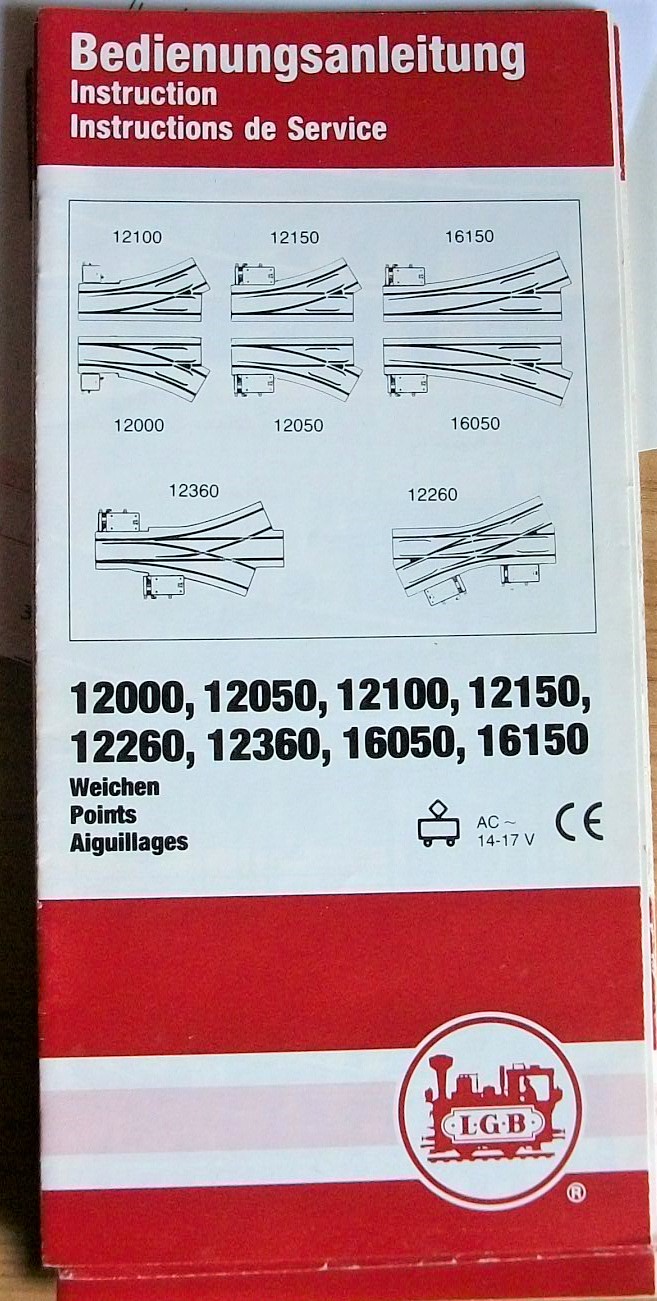 Bedienungsanleitung
Instruction
Instructions de Service
12100 12150 16150
12000 12050 16050
12360 12260
12000, 12050, 12100, 12150,
12260, 12360, 16050, 16150
Weichen
Points
Aiguillages
AC ~
14-17 V
CE
L·G·B
®